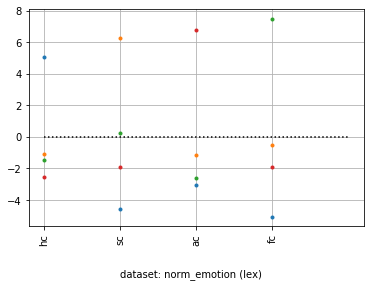 8
6
4
2
0
−2
−4
hc
sc
ac
fc
dataset: norm_emotion (lex)